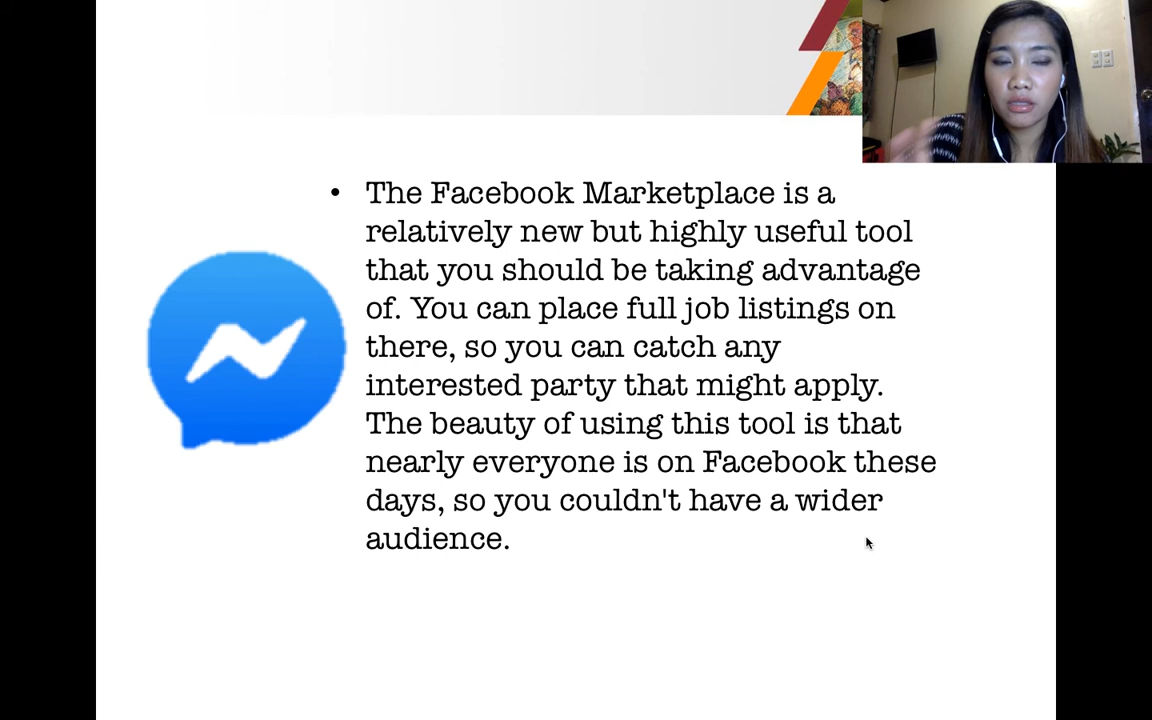 • The Facebook Marketplace is a
relatively new but highly useful tool
that you should be taking advantage
of. You can place full job listings on
there, so you can catch any
interested party that might apply.
The beauty of using this tool is that
nearly everyone is on Facebook these
days, so you couldn't have a wider
audience.